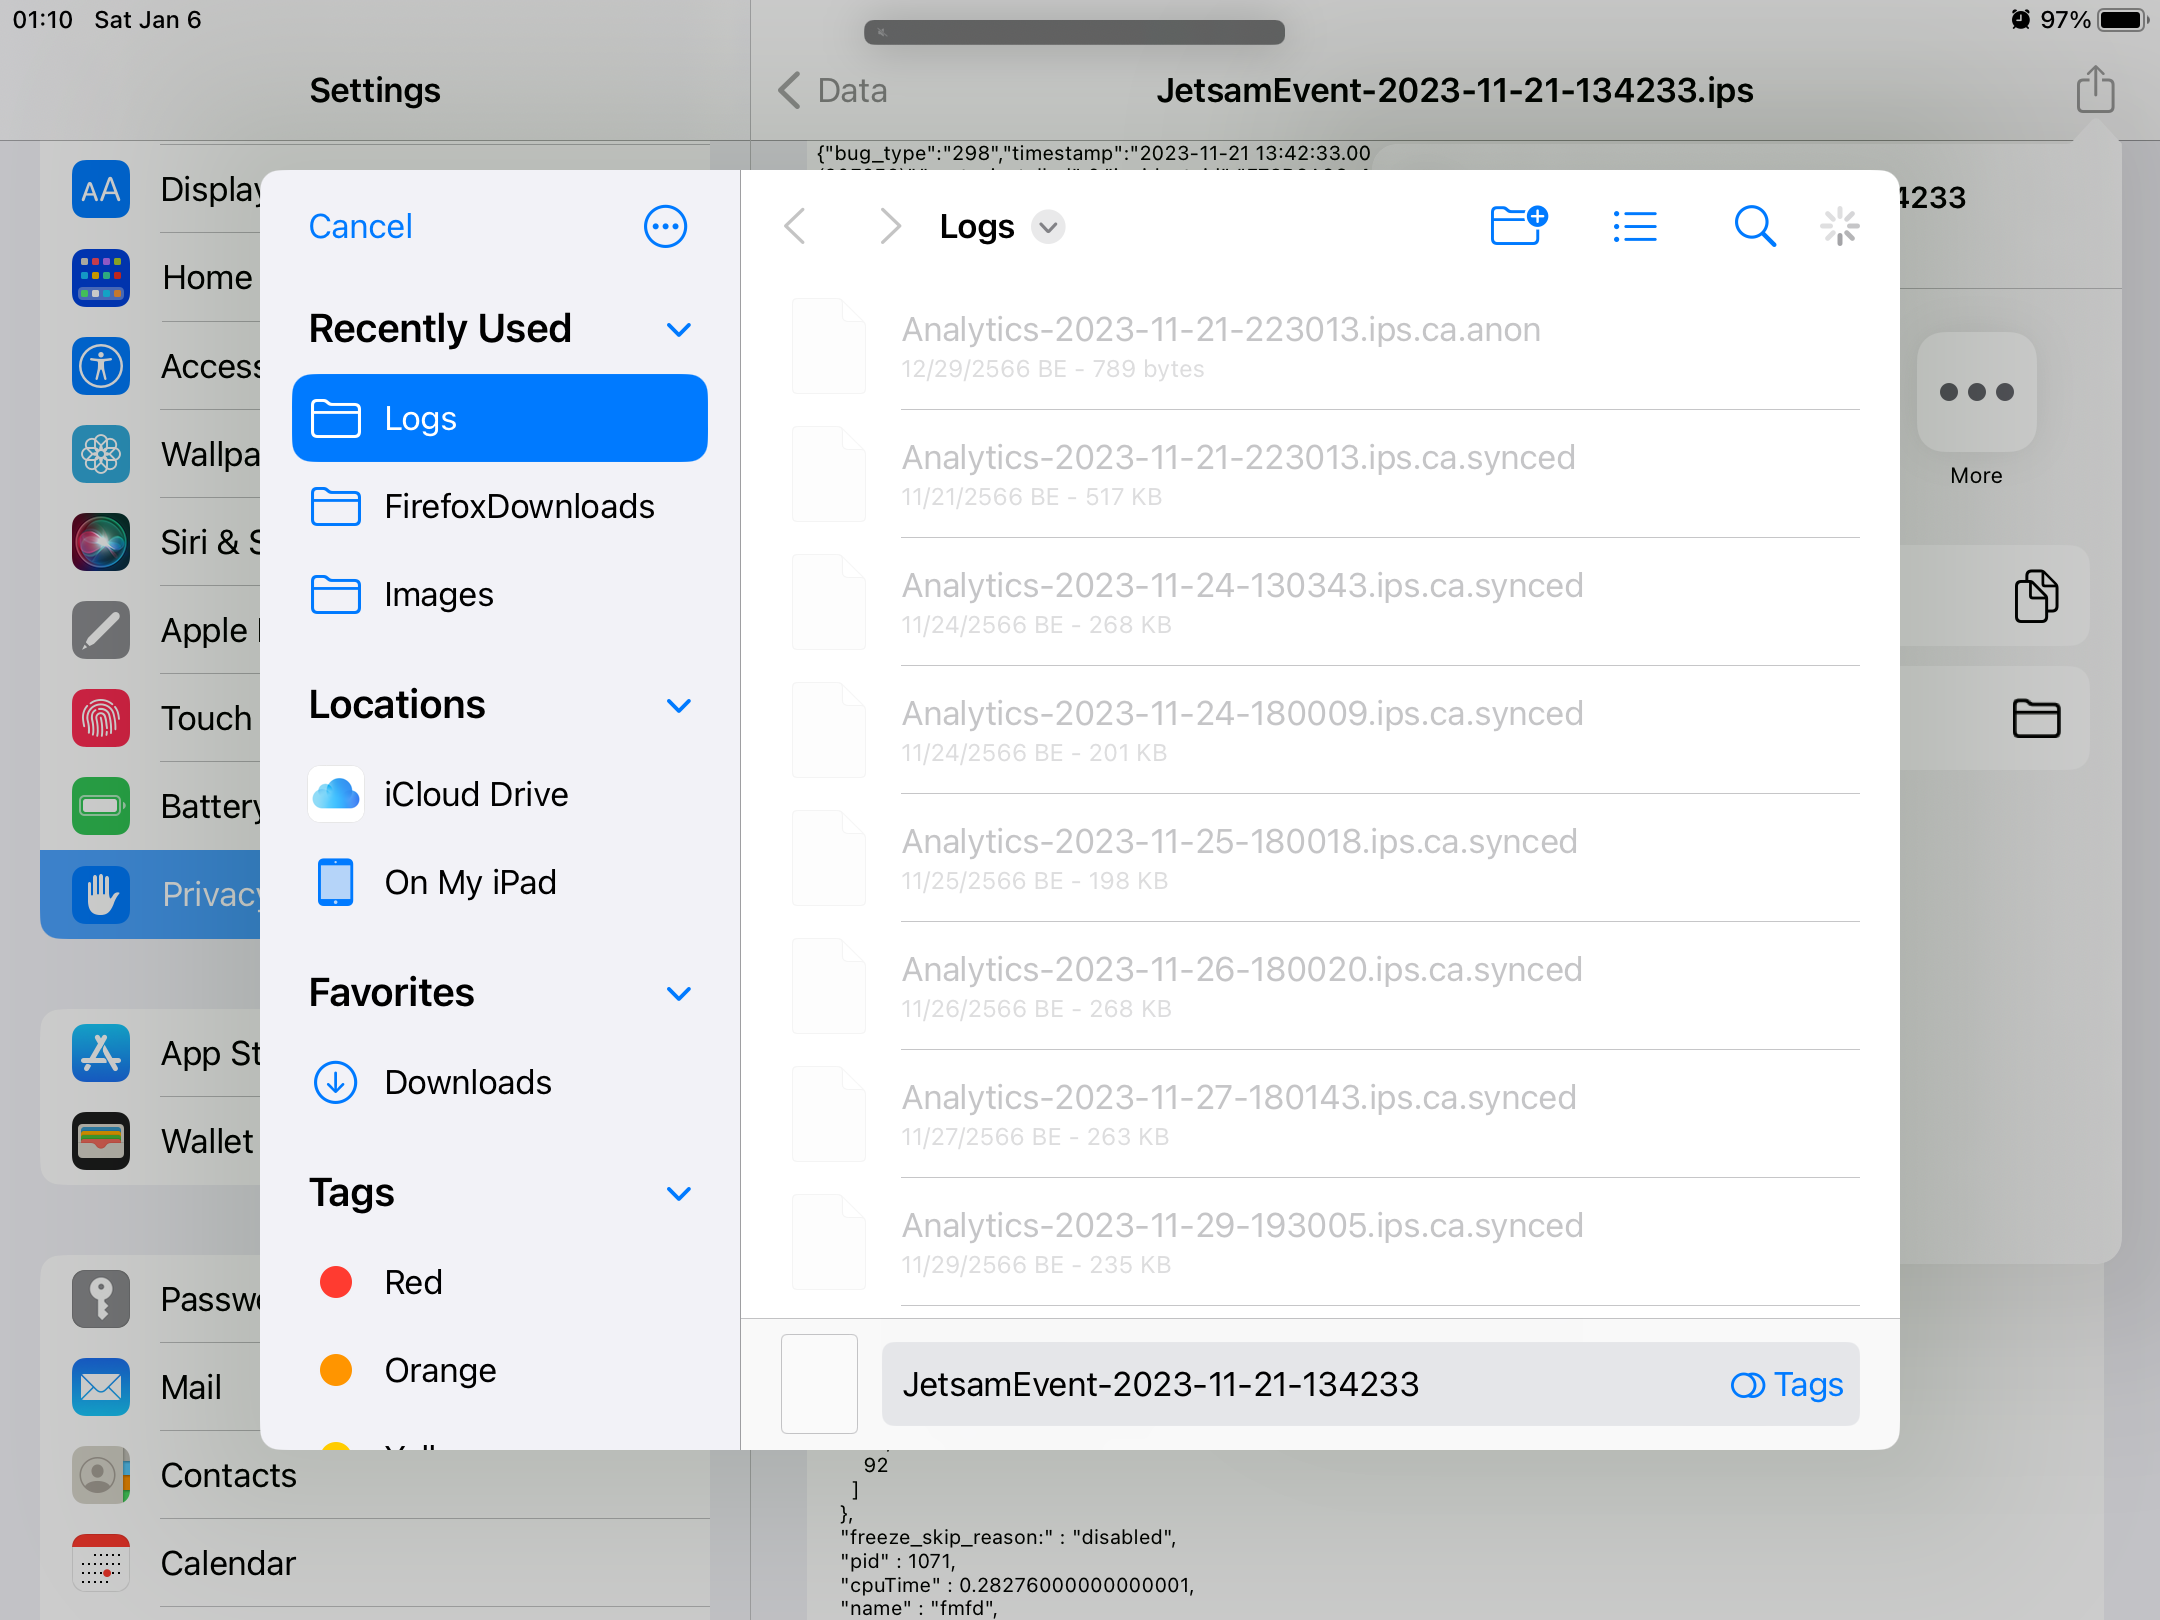 01:10 Sat Jan 6
97%
Settings
Data
JetsamEvent-2023-11-21-134233.ips
{"bug_type":"298","timestamp":"2023-11-21 13:42:33.00
4233
Display
Home
Access
Wallpa
Siri & S
Apple
Touch
Battery
Privacy
App St
Wallet
Passwo
Mail
Contacts
Calendar
Cancel
Recently Used
Logs
FirefoxDownloads
Images
Locations
iCloud Drive
On My iPad
Favorites
Downloads
Tags
Red
Orange
Logs
Analytics-2023-11-21-223013.ips.ca.anon
12/29/2566 BE - 789 bytes
Analytics-2023-11-21-223013.ips.ca.synced
11/21/2566 BE - 517 KB
Analytics-2023-11-24-130343.ips.ca.synced
11/24/2566 BE - 268 KB
Analytics-2023-11-24-180009.ips.ca.synced
11/24/2566 BE - 201 KB
Analytics-2023-11-25-180018.ips.ca.synced
11/25/2566 BE - 198 KB
Analytics-2023-11-26-180020.ips.ca.synced
11/26/2566 BE - 268 KB
Analytics-2023-11-27-180143.ips.ca.synced
11/27/2566 BE - 263 KB
Analytics-2023-11-29-193005.ips.ca.synced
11/29/2566 BE - 235 KB
JetsamEvent-2023-11-21-134233
Tags
More
92
]
},
"freeze_skip_reason:" : "disabled",
"pid" : 1071,
"cpuTime" : 0.28276000000000001,
"name" : "fmfd",